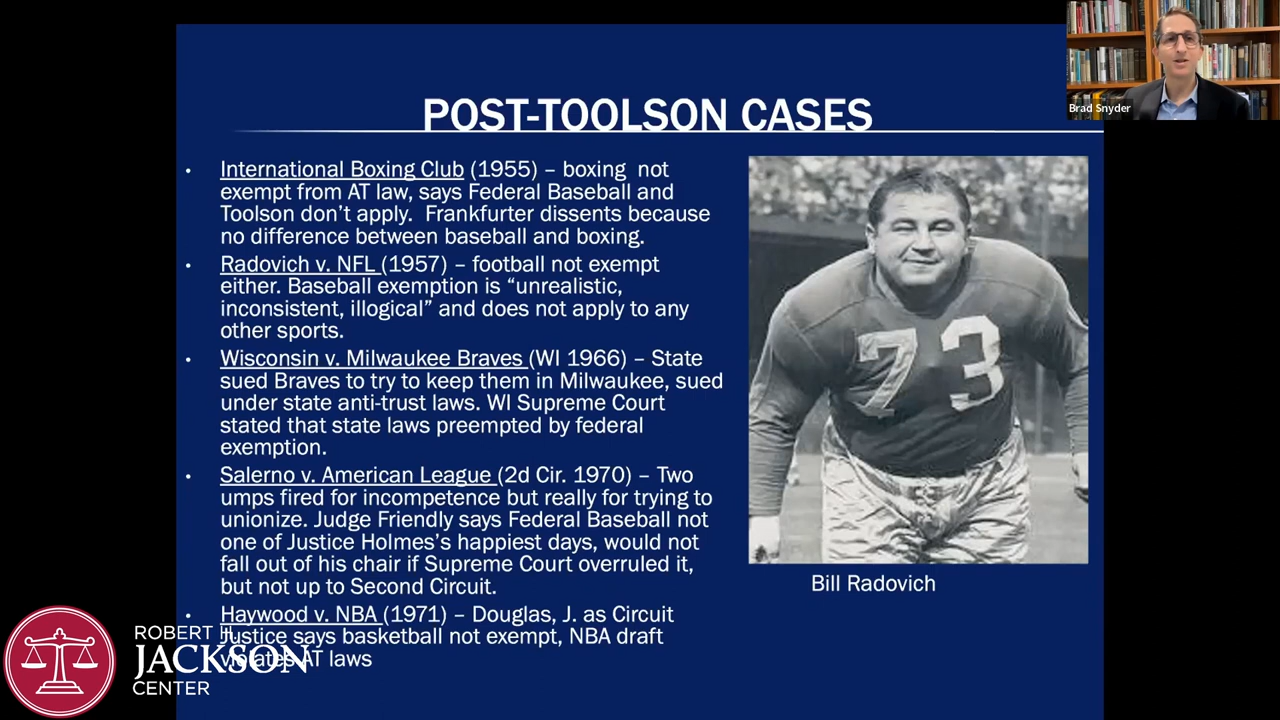 Brad Snyder
POST-TOOLSON CASES
• International Boxing Club (1955) – boxing not
exempt from AT law, says Federal Baseball and
Toolson don’t apply. Frankfurter dissents because
no difference between baseball and boxing.
• Radovich v. NFL (1957) – football not exempt
either. Baseball exemption is “unrealistic,
inconsistent, illogical” and does not apply to any
other sports.
• Wisconsin v. Milwaukee Braves (WI 1966) – State
sued Braves to try to keep them in Milwaukee, sued
under state anti-trust laws. WI Supreme Court
stated that state laws preempted by federal
exemption.
• Salerno v. American League (2d Cir. 1970) – Two
umps fired for incompetence but really for trying to
unionize. Judge Friendly says Federal Baseball not
one of Justice Holmes’s happiest days, would not
fall out of his chair if Supreme Court overruled it,
but not up to Second Circuit.
• Haywood v. NBA (1971) – Douglas, J. as Circuit
Justice says basketball not exempt, NBA draft
violates AT laws
73
Bill Radovich
ROBERT H.
JACKSON
CENTER